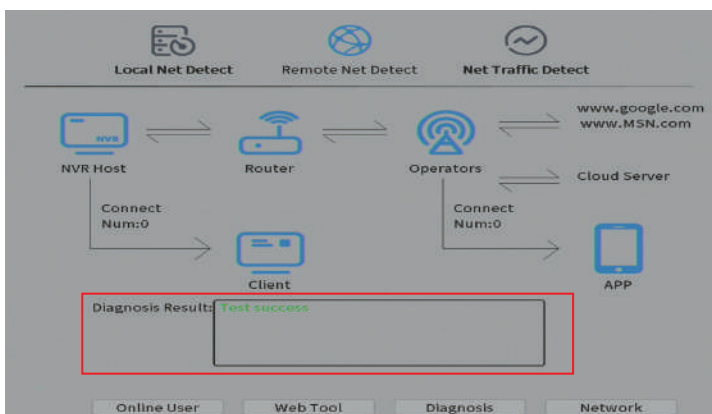 Local Net Detect
Remote Net Detect
Net Traffic Detect
www.google.com
www.MSN.com
NVR
NVR Host
Router
Operators
Cloud Server
Connect
Num:0
Connect
Num:0
Client
APP
Diagnosis Result:
Test success
Online User
Web Tool
Diagnosis
Network